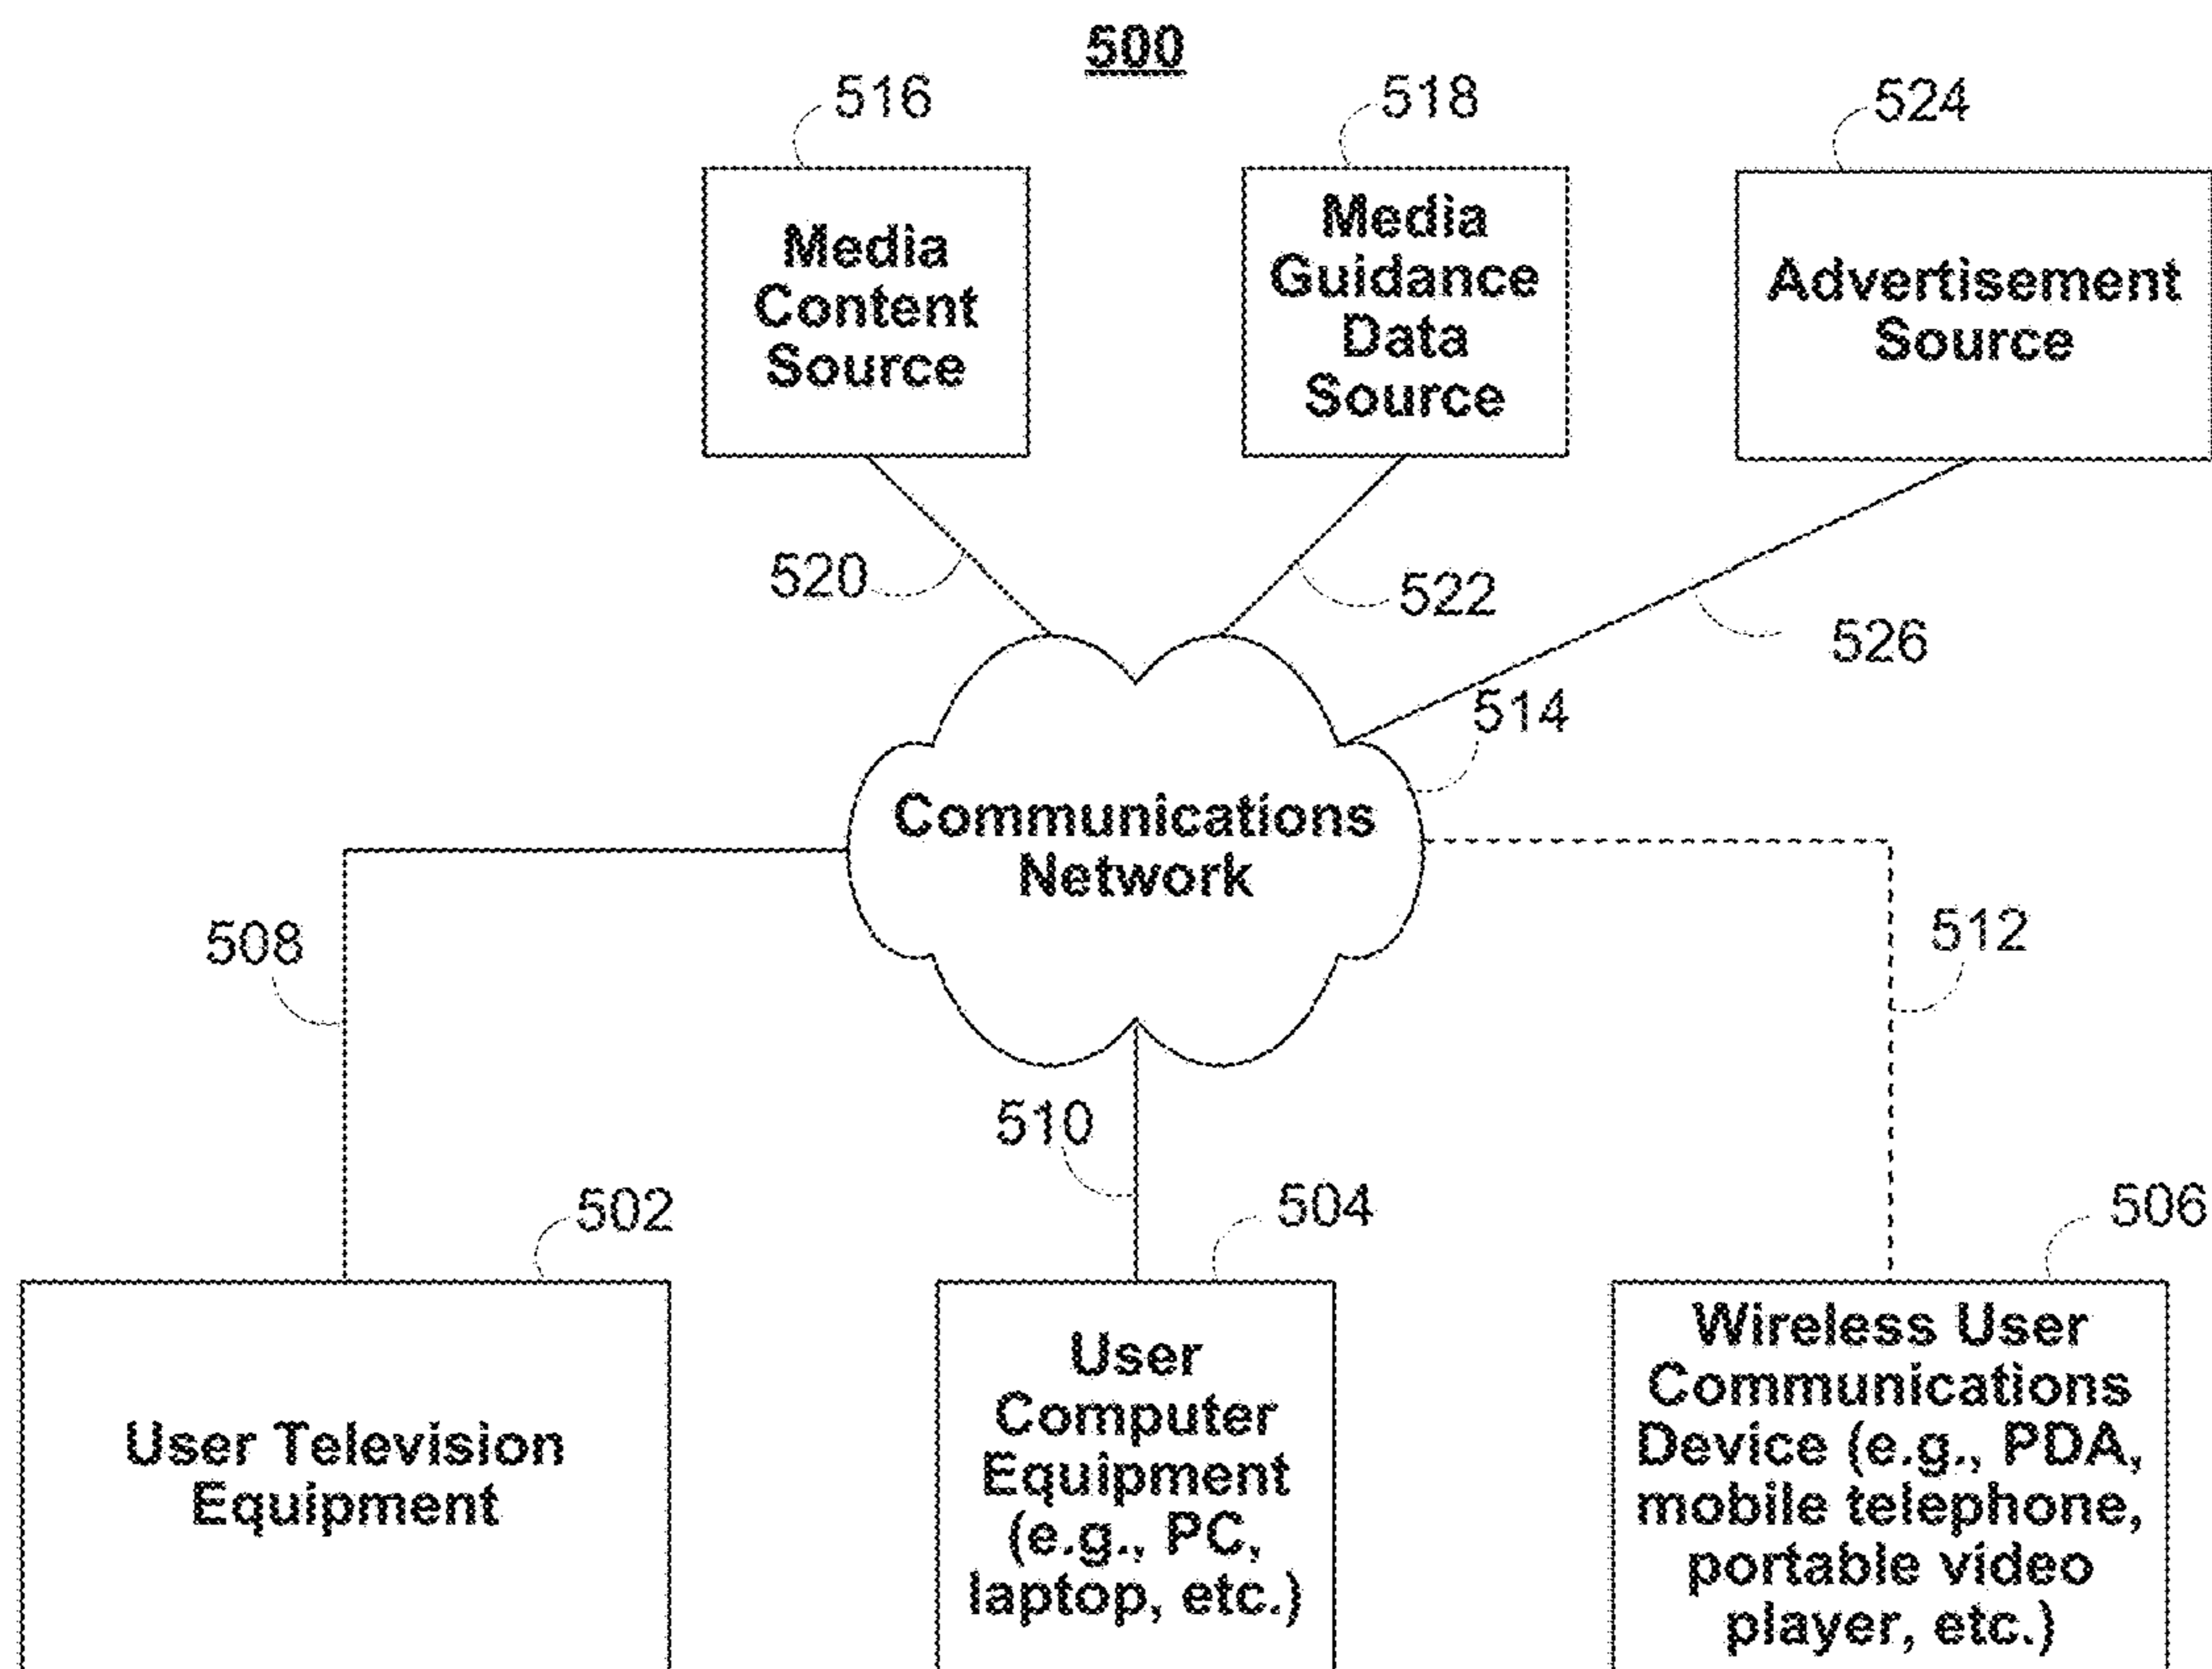 500
516
518
524
Media
Content
Source
Media
Guidance
Data
Source
Advertisement
Source
520
522
526
514
Communications
Network
508
512
510
502
504
506
User Television
Equipment
User
Computer
Equipment
(e.g., PC,
laptop, etc.)
Wireless User
Communications
Device (e.g., PDA,
mobile telephone,
portable video
player, etc.)